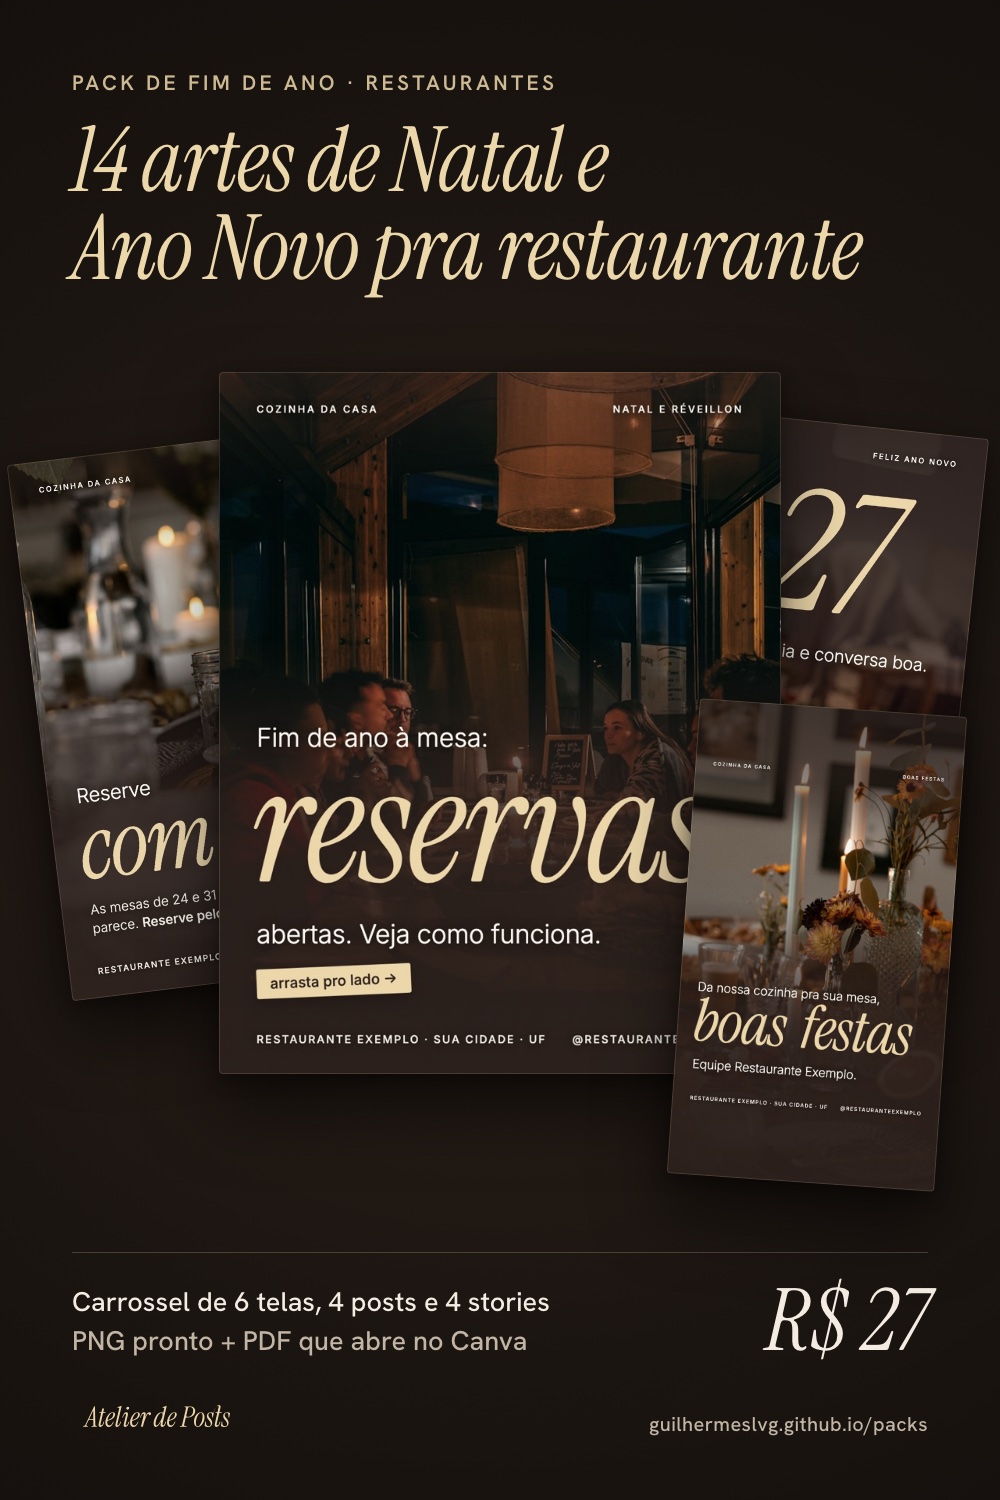 PACK DE FIM DE ANO · RESTAURANTES
14 artes de Natal e
Ano Novo pra restaurante
COZINHA DA CASA
Reserve
com
As mesas de 24 e 31
parece. Reserve pelo
RESTAURANTE EXEMPLO
COZINHA DA CASA
NATAL E RÉVEILLON
Fim de ano à mesa:
reservas
abertas. Veja como funciona.
arrasta pro lado →
RESTAURANTE EXEMPLO · SUA CIDADE · UF
@RESTAURANTE
FELIZ ANO NOVO
27
e conversa boa.
COZINHA DA CASA
BOAS FESTAS
Da nossa cozinha pra sua mesa,
boas festas
Equipe Restaurante Exemplo.
RESTAURANTE EXEMPLO · SUA CIDADE · UF
@RESTAURANTEEXEMPLO
Carrossel de 6 telas, 4 posts e 4 stories
PNG pronto + PDF que abre no Canva
R$ 27
Atelier de Posts
guilhermeslvg.github.io/packs